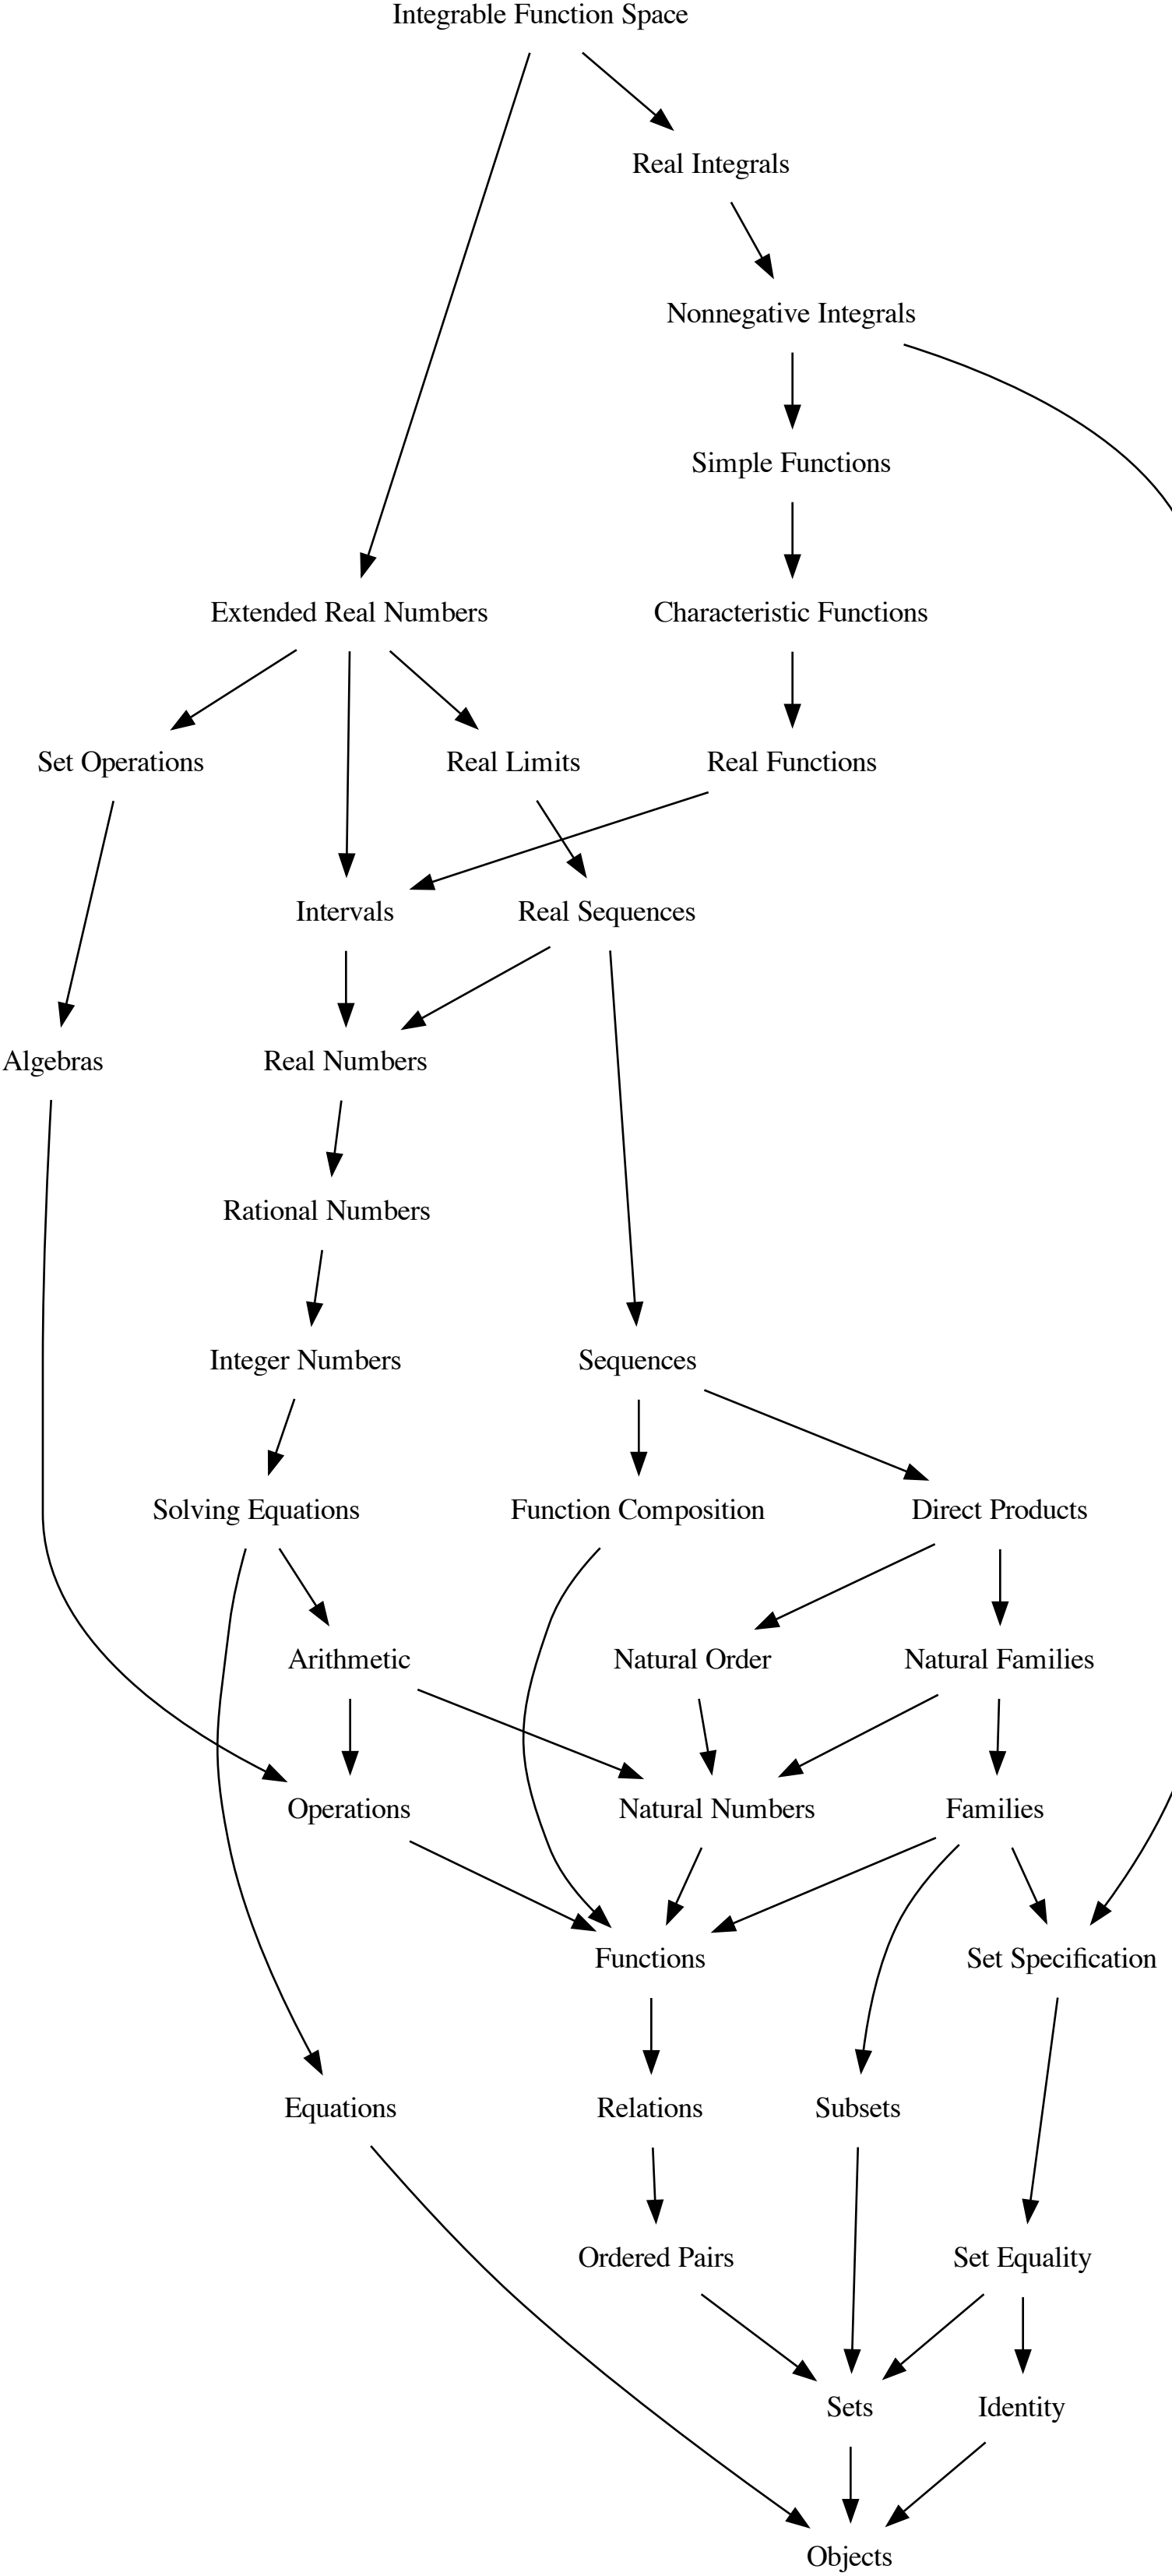 Integrable Function Space
Real Integrals
Nonnegative Integrals
Simple Functions
Extended Real Numbers
Characteristic Functions
Set Operations
Real Limits
Real Functions
Intervals
Real Sequences
Algebras
Real Numbers
Rational Numbers
Integer Numbers
Sequences
Solving Equations
Function Composition
Direct Products
Arithmetic
Natural Order
Natural Families
Operations
Natural Numbers
Families
Functions
Set Specification
Equations
Relations
Subsets
Ordered Pairs
Set Equality
Sets
Identity
Objects